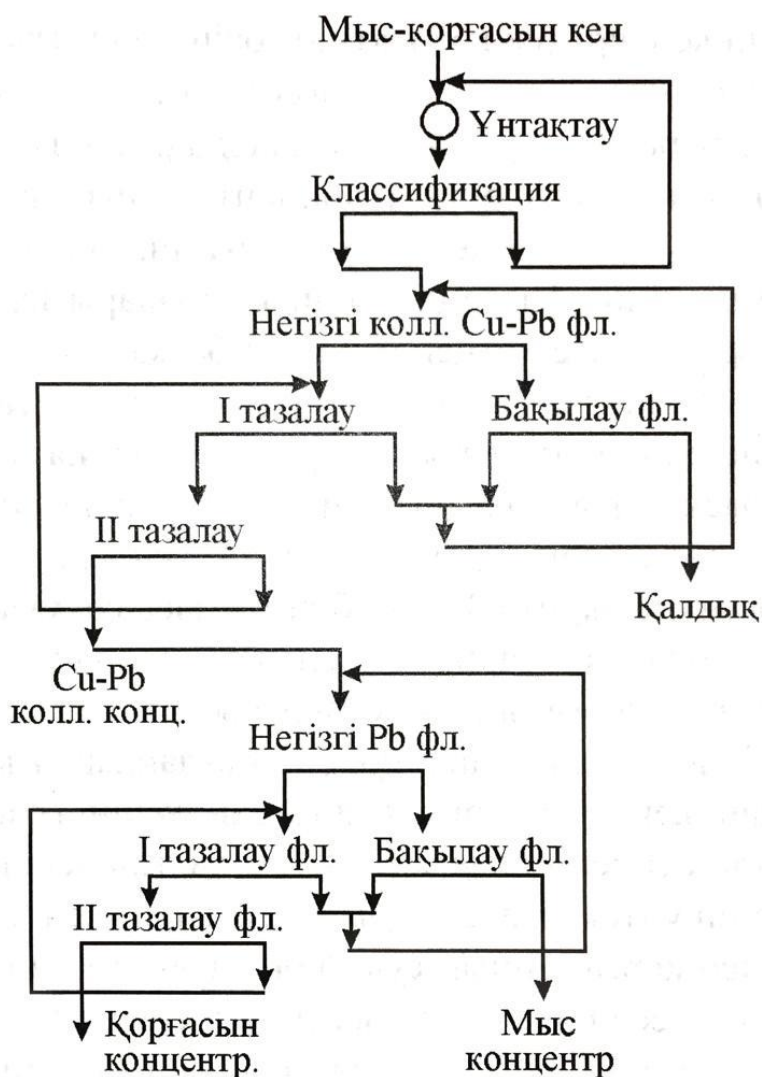 Мыс-қорғасын кен
Ұнтақтау
Классификация
Негізгі колл. Cu-Pb фл.
I тазалау
Бақылау фл.
II тазалау
Қалдық
Cu-Pb
колл. конц.
Негізгі Pb фл.
I тазалау фл.
Бақылау фл.
II тазалау фл.
Қорғасын
концентр.
Мыс
концентр